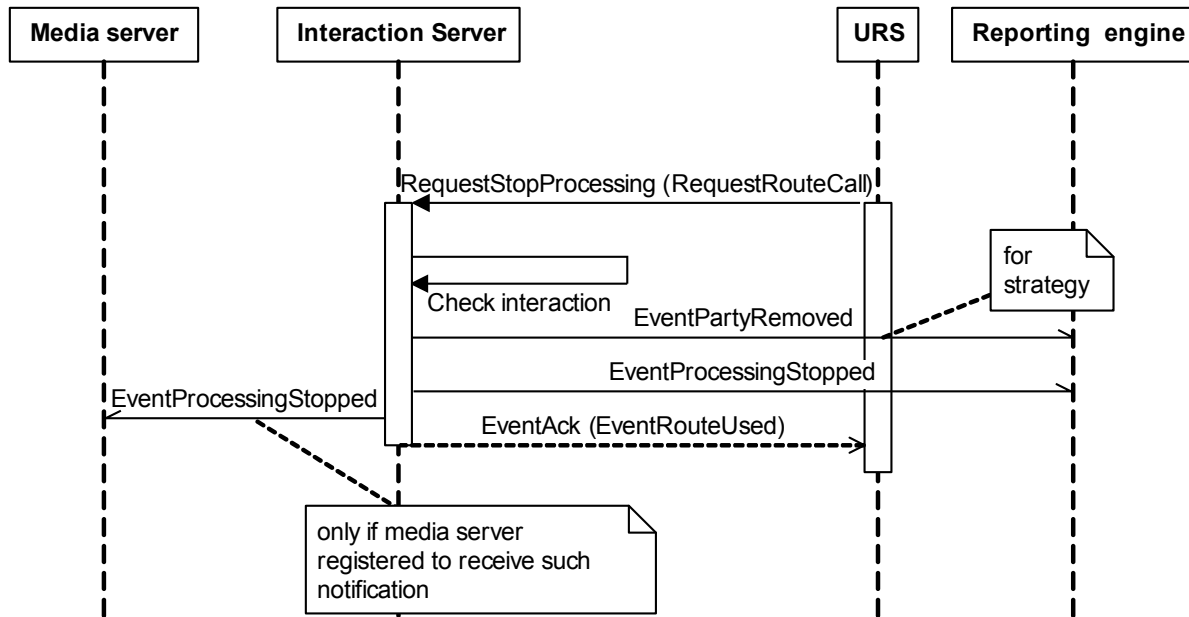 Media server
Interaction Server
URS
Reporting engine
RequestStopProcessing (RequestRouteCall)
for
strategy
Check interaction
EventPartyRemoved
EventProcessingStopped
EventProcessingStopped
EventAck (EventRouteUsed)
only if media server
registered to receive such
notification